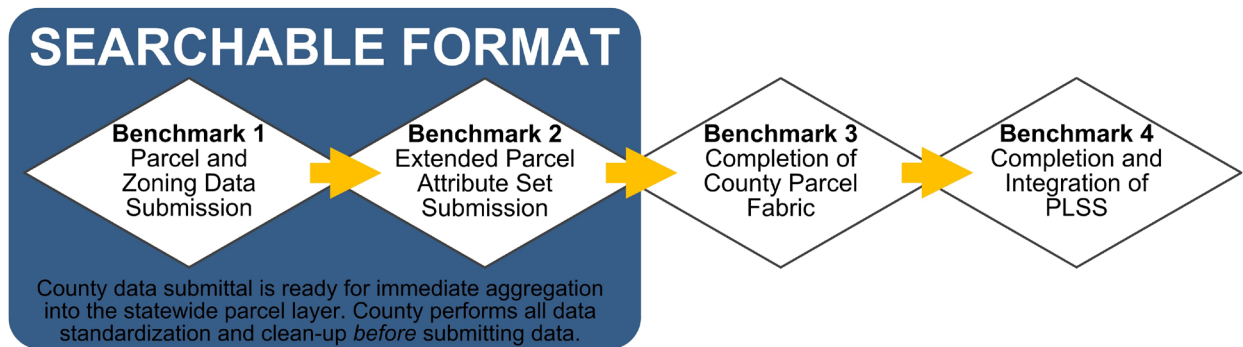 SEARCHABLE FORMAT
Benchmark 1
Parcel and
Zoning Data
Submission
Benchmark 2
Extended Parcel
Attribute Set
Submission
Benchmark 3
Completion of
County Parcel
Fabric
Benchmark 4
Completion and
Integration of
PLSS
County data submittal is ready for immediate aggregation
into the statewide parcel layer. County performs all data
standardization and clean-up before submitting data.